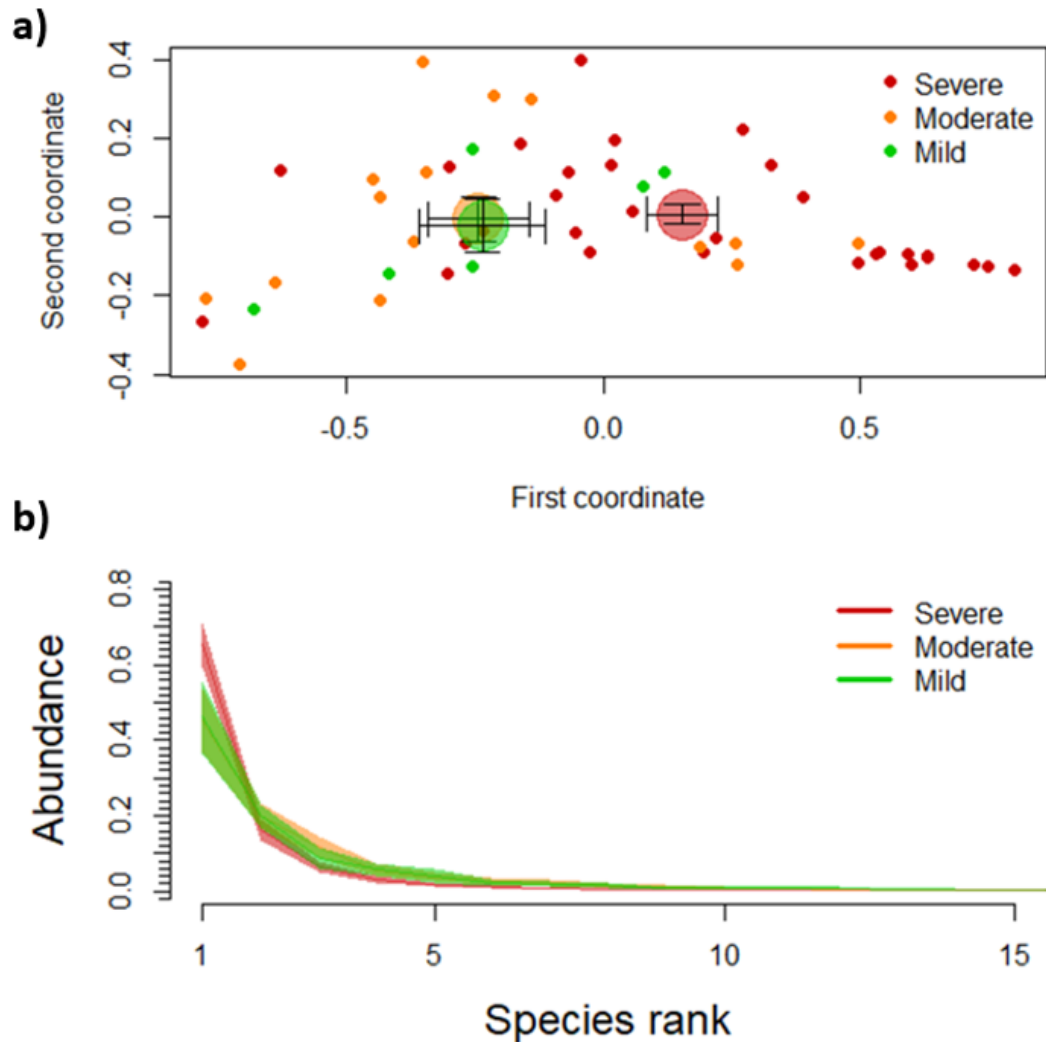 a)
Second coordinate
0.4
0.2
0.0
-0.2
-0.4
Severe
Moderate
Mild
-0.5 0.0 0.5
First coordinate
b)
Abundance
0.8
0.6
0.4
0.2
0.0
Severe
Moderate
Mild
1 5 10 15
Species rank